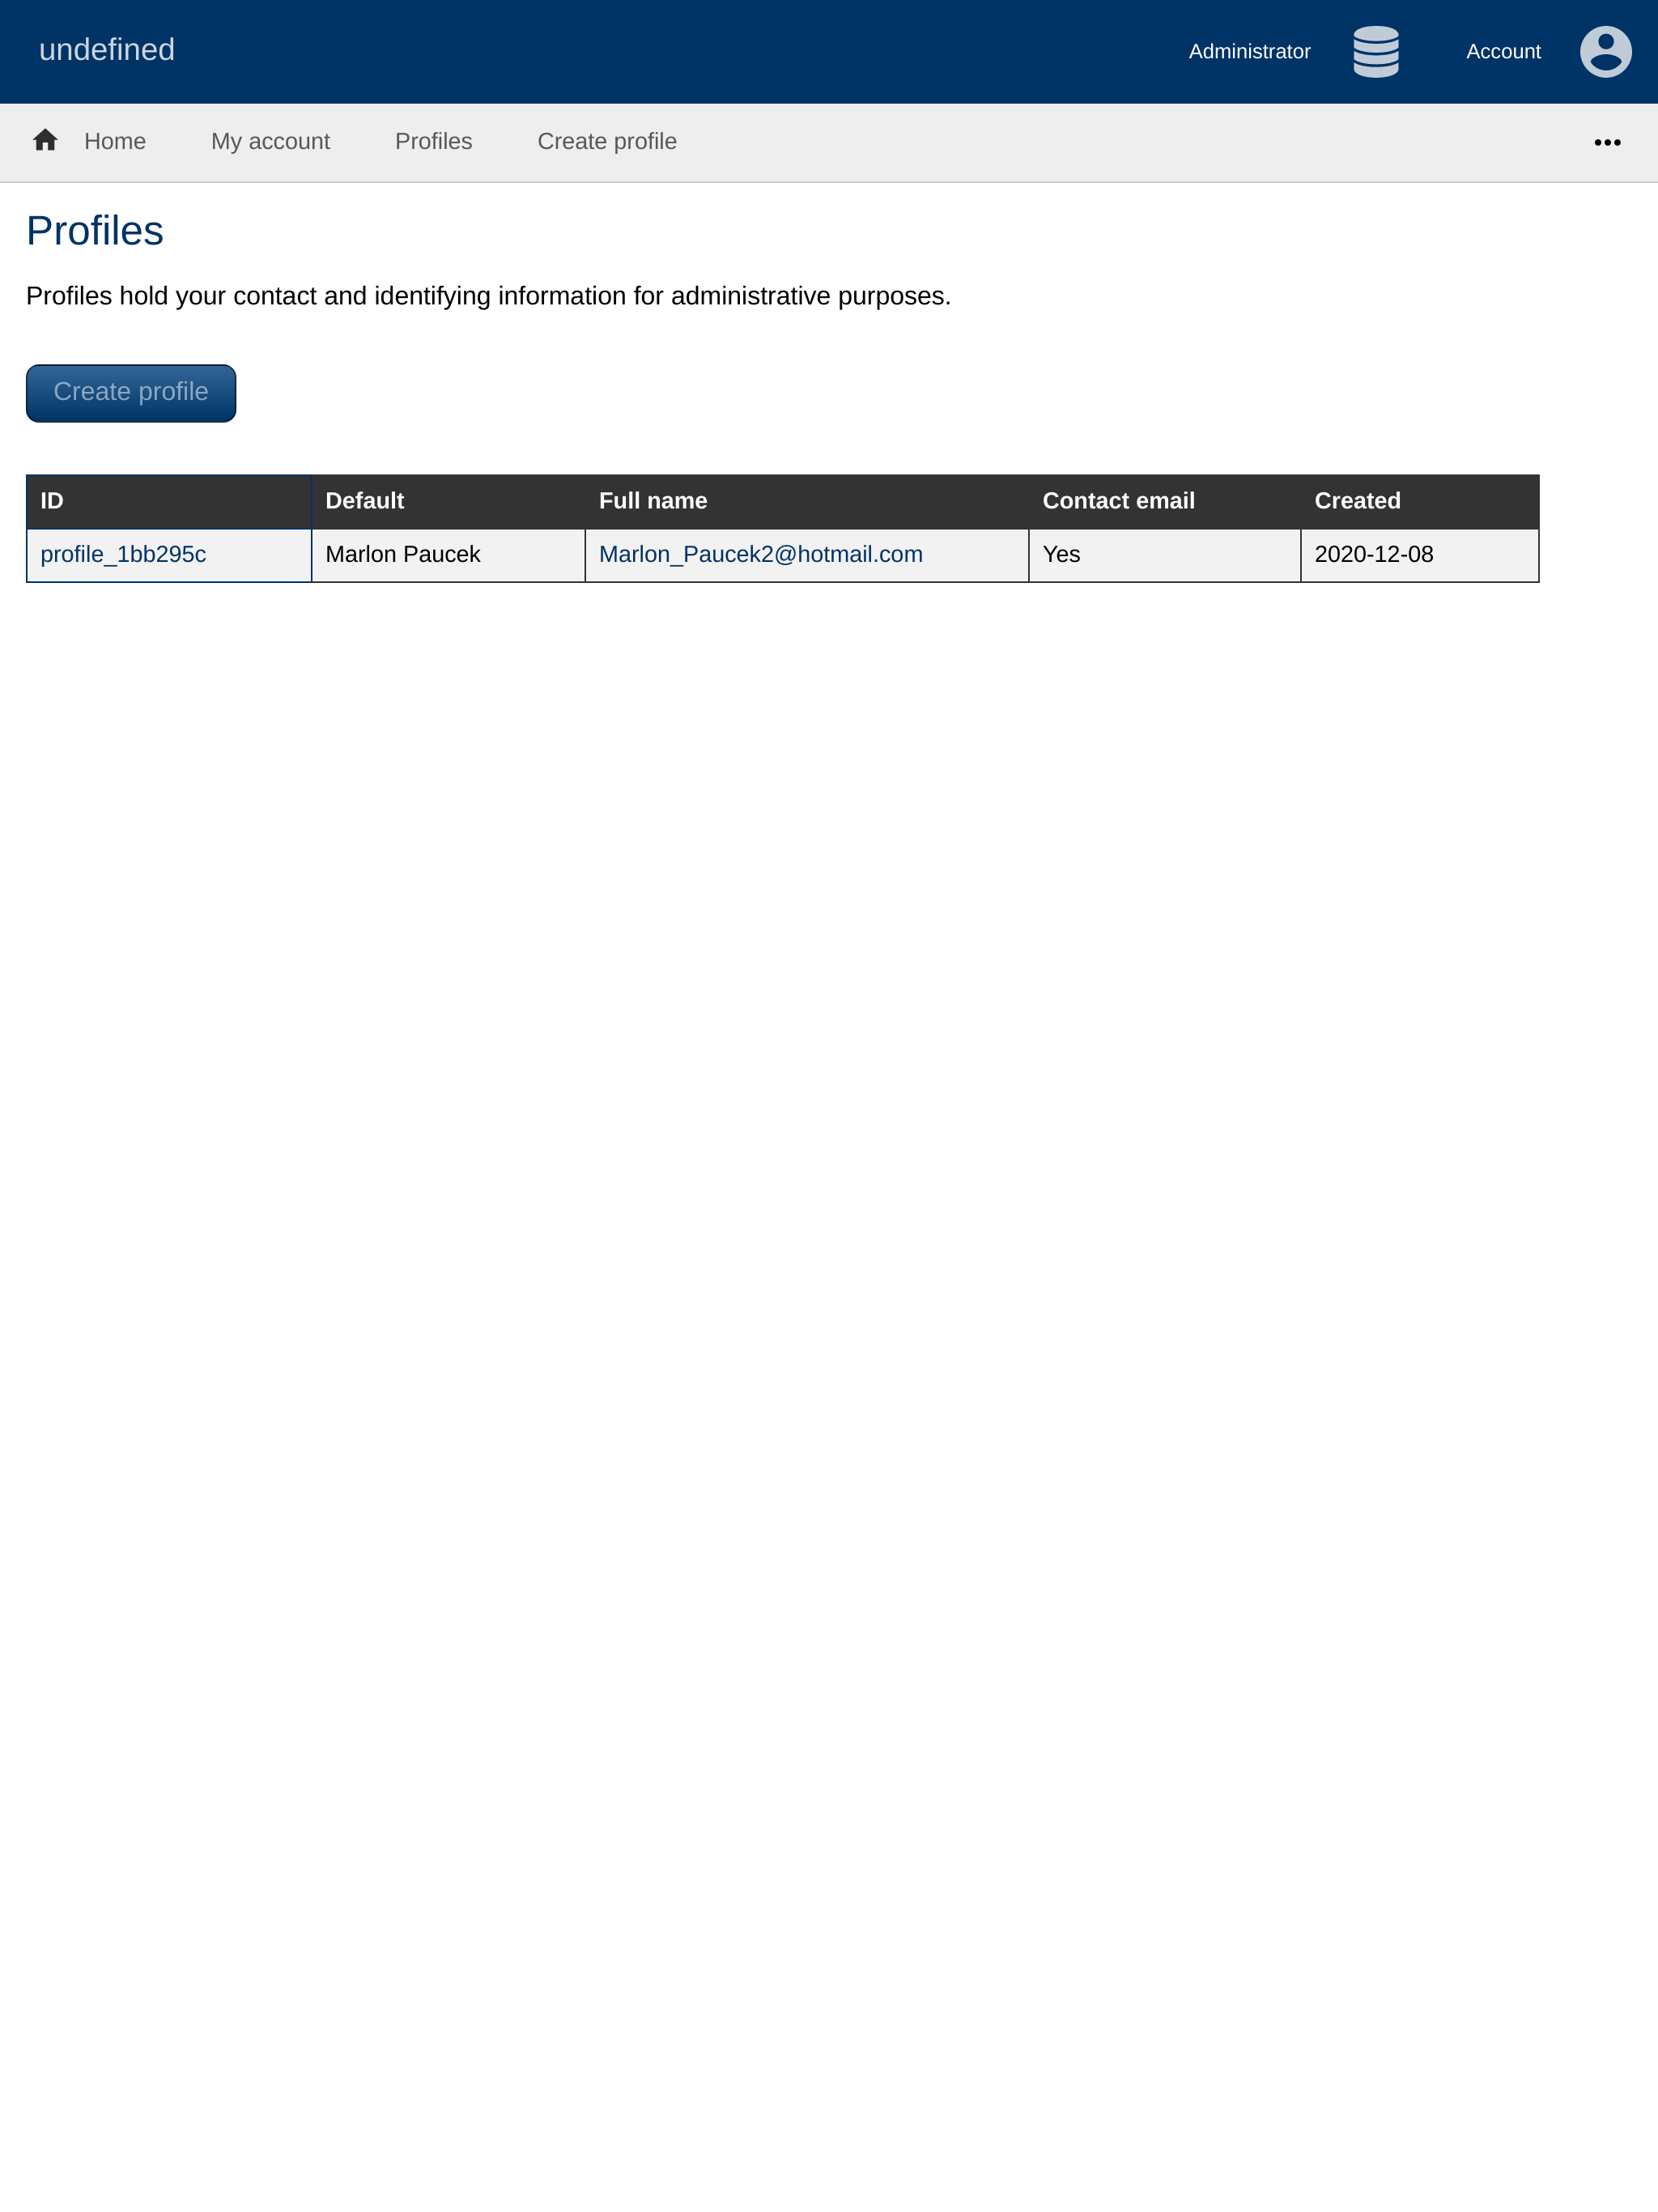 undefined
Administrator
Account
Home
My account
Profiles
Create profile
Profiles
Profiles hold your contact and identifying information for administrative purposes.
Create profile
ID Default Full name Contact email Created
profile_1bb295c Marlon Paucek Marlon_Paucek2@hotmail.com Yes 2020-12-08